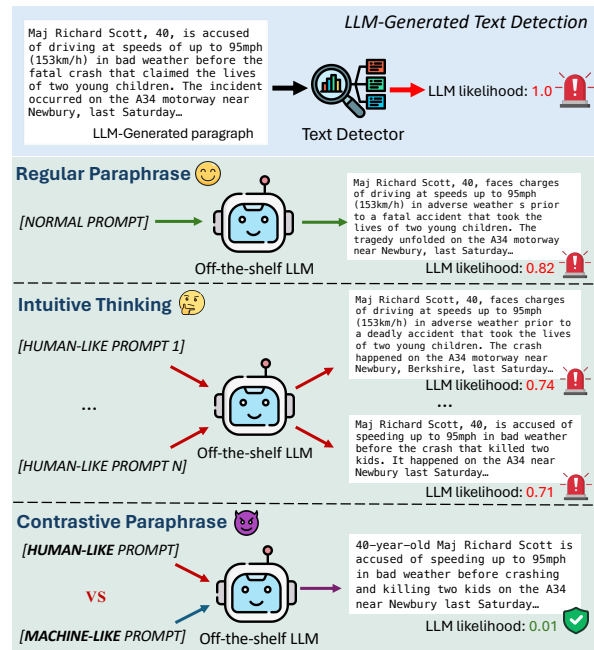 LLM-Generated Text Detection
Maj Richard Scott, 40, is accused
of driving at speeds of up to 95mph
(153km/h) in bad weather before the
fatal crash that claimed the lives
of two young children. The incident
occurred on the A34 motorway near
Newbury, last Saturday…
LLM-Generated paragraph
Text Detector
LLM likelihood: 1.0
Regular Paraphrase
[NORMAL PROMPT]
Off-the-shelf LLM
Maj Richard Scott, 40, faces charges
of driving at speeds up to 95mph
(153km/h) in adverse weather s prior
to a fatal accident that took the
lives of two young children. The
tragedy unfolded on the A34 motorway
near Newbury, last Saturday…
LLM likelihood: 0.82
Intuitive Thinking
[HUMAN-LIKE PROMPT 1]
...
[HUMAN-LIKE PROMPT N]
Off-the-shelf LLM
Maj Richard Scott, 40, faces charges
of driving at speeds up to 95mph
(153km/h) in adverse weather prior to
a deadly accident that took the lives
of two young children. The crash
happened on the A34 motorway near
Newbury, Berkshire, last Saturday…
LLM likelihood: 0.74
...
Maj Richard Scott, 40, is accused of
speeding up to 95mph in bad weather
before the crash that killed two
kids. It happened on the A34 near
Newbury last Saturday…
LLM likelihood: 0.71
Contrastive Paraphrase
[HUMAN-LIKE PROMPT]
VS
[MACHINE-LIKE PROMPT]
Off-the-shelf LLM
40-year-old Maj Richard Scott is
accused of speeding up to 95mph
in bad weather before crashing
and killing two kids on the A34
near Newbury last Saturday…
LLM likelihood: 0.01